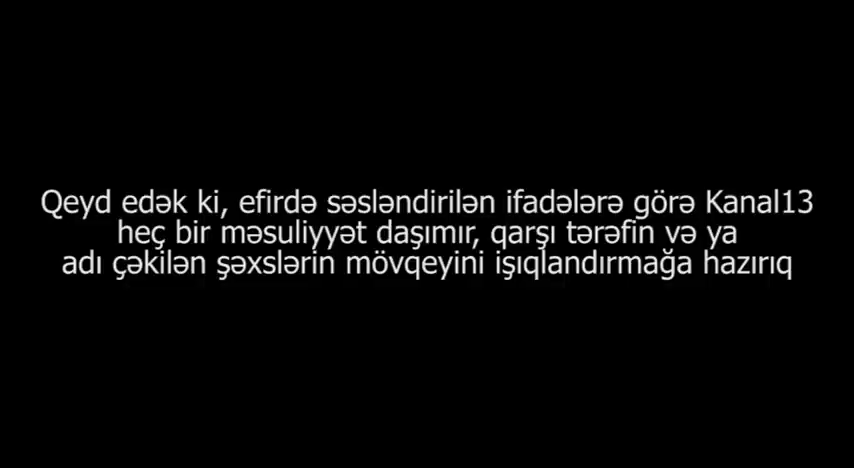 Qeyd edək ki, efirdə səsləndirilən ifadələrə görə Kanal13
heç bir məsuliyyət daşımır, qarşı tərəfin və ya
adı çəkilən şəxslərin mövqeyini işıqlandırmağa hazırıq